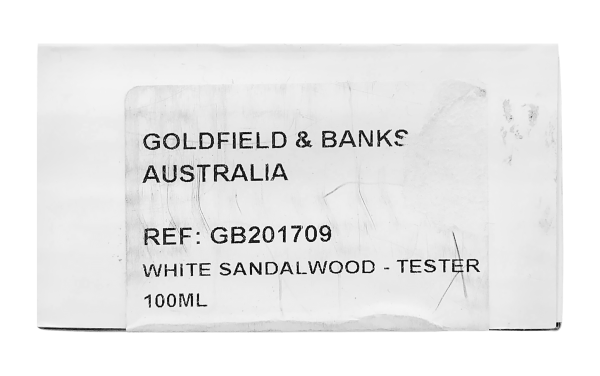 GOLDFIELD & BANKS
AUSTRALIA
REF: GB201709
WHITE SANDALWOOD - TESTER
100ML